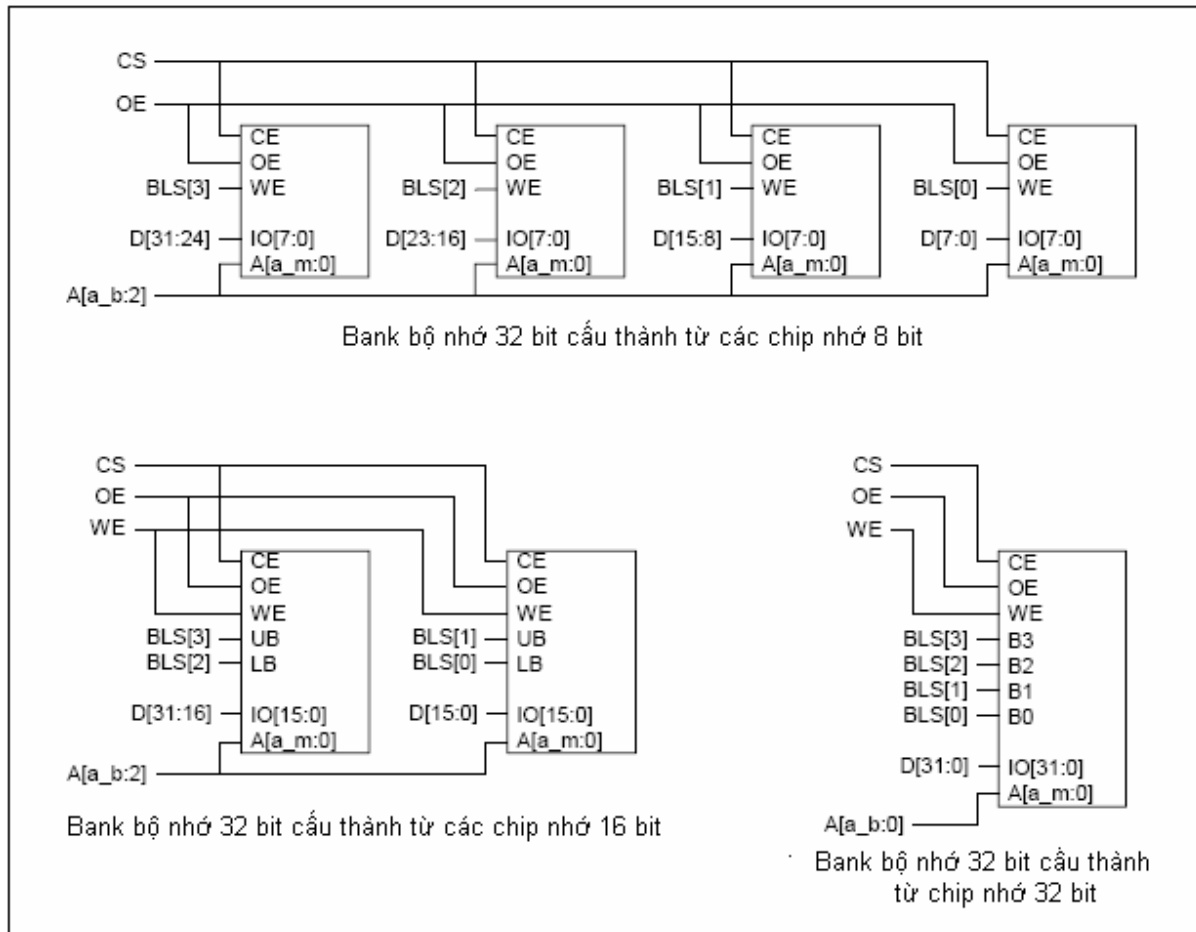 CS
OE
CE
OE
BLS[3] WE
D[31:24] IO[7:0]
A[a_m:0]
CE
OE
BLS[2] WE
D[23:16] IO[7:0]
A[a_m:0]
CE
OE
BLS[1] WE
D[15:8] IO[7:0]
A[a_m:0]
CE
OE
BLS[0] WE
D[7:0] IO[7:0]
A[a_m:0]
A[a_b:2]
Bank bộ nhớ 32 bit cấu thành từ các chip nhớ 8 bit
CS
OE
WE
CE
OE
WE
BLS[3] UB
BLS[2] LB
D[31:16] IO[15:0]
A[a_m:0]
CE
OE
WE
BLS[1] UB
BLS[0] LB
D[15:0] IO[15:0]
A[a_m:0]
A[a_b:2]
Bank bộ nhớ 32 bit cấu thành từ các chip nhớ 16 bit
CS
OE
WE
CE
OE
WE
BLS[3] B3
BLS[2] B2
BLS[1] B1
BLS[0] B0
D[31:0] IO[31:0]
A[a_m:0]
A[a_b:0]
Bank bộ nhớ 32 bit cấu thành
từ chip nhớ 32 bit